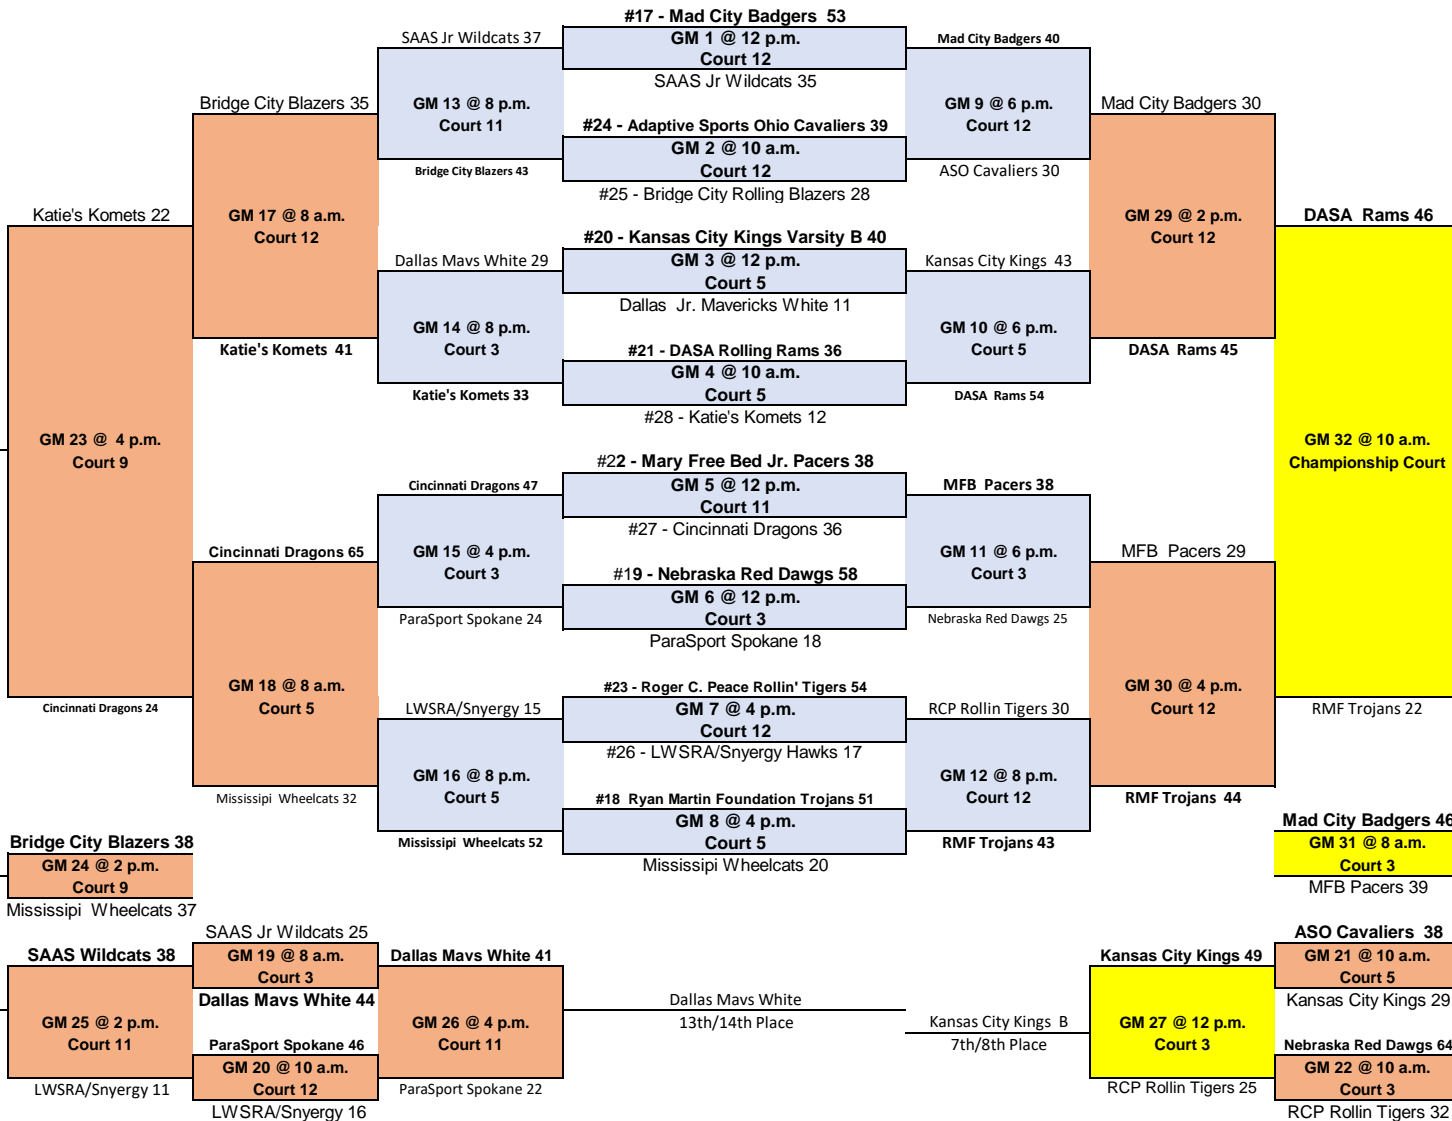 #17 - Mad City Badgers  53
SAAS Jr Wildcats 37
GM 1 @ 12 p.m.
Court 12
Mad City Badgers 40
SAAS Jr Wildcats 35
Bridge City Blazers 35
GM 13 @ 8 p.m.
Court 11
GM 9 @ 6 p.m.
Court 12
Mad City Badgers 30
#24 - Adaptive Sports Ohio Cavaliers 39
GM 2 @ 10 a.m.
Court 12
Bridge City Blazers 43
ASO Cavaliers 30
#25 - Bridge City Rolling Blazers 28
Katie's Komets 22
GM 17 @ 8 a.m.
Court 12
GM 29 @ 2 p.m.
Court 12
DASA  Rams 46
#20 - Kansas City Kings Varsity B 40
Dallas Mavs White 29
GM 3 @ 12 p.m.
Court 5
Kansas City Kings  43
Dallas  Jr. Mavericks White 11
GM 14 @ 8 p.m.
Court 3
GM 10 @ 6 p.m.
Court 5
Katie's Komets  41
#21 - DASA Rolling Rams 36
DASA  Rams 45
GM 4 @ 10 a.m.
Court 5
Katie's Komets 33
DASA  Rams 54
#28 - Katie's Komets 12
GM 23 @  4 p.m.
Court 9
GM 32 @ 10 a.m.
Championship Court
#22 - Mary Free Bed Jr. Pacers 38
Cincinnati Dragons 47
GM 5 @ 12 p.m.
Court 11
MFB  Pacers 38
#27 - Cincinnati Dragons 36
Cincinnati Dragons 65
GM 15 @ 4 p.m.
Court 3
GM 11 @ 6 p.m.
Court 3
MFB  Pacers 29
#19 - Nebraska Red Dawgs 58
GM 6 @ 12 p.m.
Court 3
ParaSport Spokane 24
Nebraska Red Dawgs 25
ParaSport Spokane 18
GM 18 @ 8 a.m.
Court 5
GM 30 @ 4 p.m.
Court 12
#23 - Roger C. Peace Rollin' Tigers 54
Cincinnati Dragons 24
LWSRA/Snyergy 15
GM 7 @ 4 p.m.
Court 12
RCP Rollin Tigers 30
RMF Trojans 22
#26 - LWSRA/Snyergy Hawks 17
GM 16 @ 8 p.m.
Court 5
GM 12 @ 8 p.m.
Court 12
Mississipi  Wheelcats 32
#18  Ryan Martin Foundation Trojans 51
RMF Trojans  44
GM 8 @ 4 p.m.
Court 5
Mississipi  Wheelcats 52
RMF Trojans 43
Mississipi Wheelcats 20
Bridge City Blazers 38
GM 24 @ 2 p.m.
Court 9
Mississipi  Wheelcats 37
Mad City Badgers 46
GM 31 @ 8 a.m.
Court 3
MFB Pacers 39
SAAS Jr Wildcats 25
ASO Cavaliers  38
SAAS Wildcats 38
GM 19 @ 8 a.m.
Court 3
Dallas Mavs White 41
Kansas City Kings 49
GM 21 @ 10 a.m.
Court 5
Dallas Mavs White 44
Kansas City Kings 29
Dallas Mavs White
13th/14th Place
GM 25 @ 2 p.m.
Court 11
GM 26 @ 4 p.m.
Court 11
Kansas City Kings  B
7th/8th Place
GM 27 @ 12 p.m.
Court 3
ParaSport Spokane 46
Nebraska Red Dawgs 64
GM 20 @ 10 a.m.
Court 12
GM 22 @ 10 a.m.
Court 3
LWSRA/Snyergy 11
ParaSport Spokane 22
RCP Rollin Tigers 25
LWSRA/Snyergy 16
RCP Rollin Tigers 32